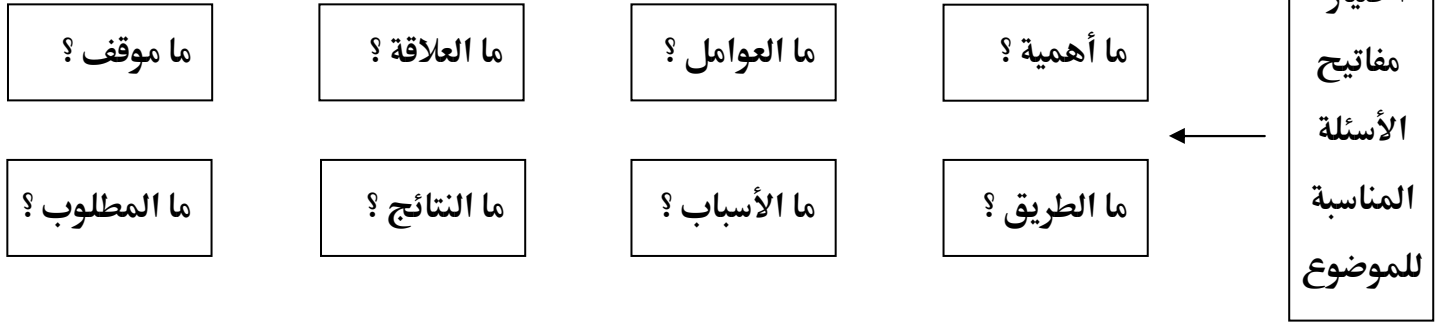 مفاتيح
الأسئلة
المناسبة
للموضوع
ما أهمية ؟
ما العوامل ؟
ما العلاقة ؟
ما موقف ؟
ما الطريق ؟
ما الأسباب ؟
ما النتائج ؟
ما المطلوب ؟